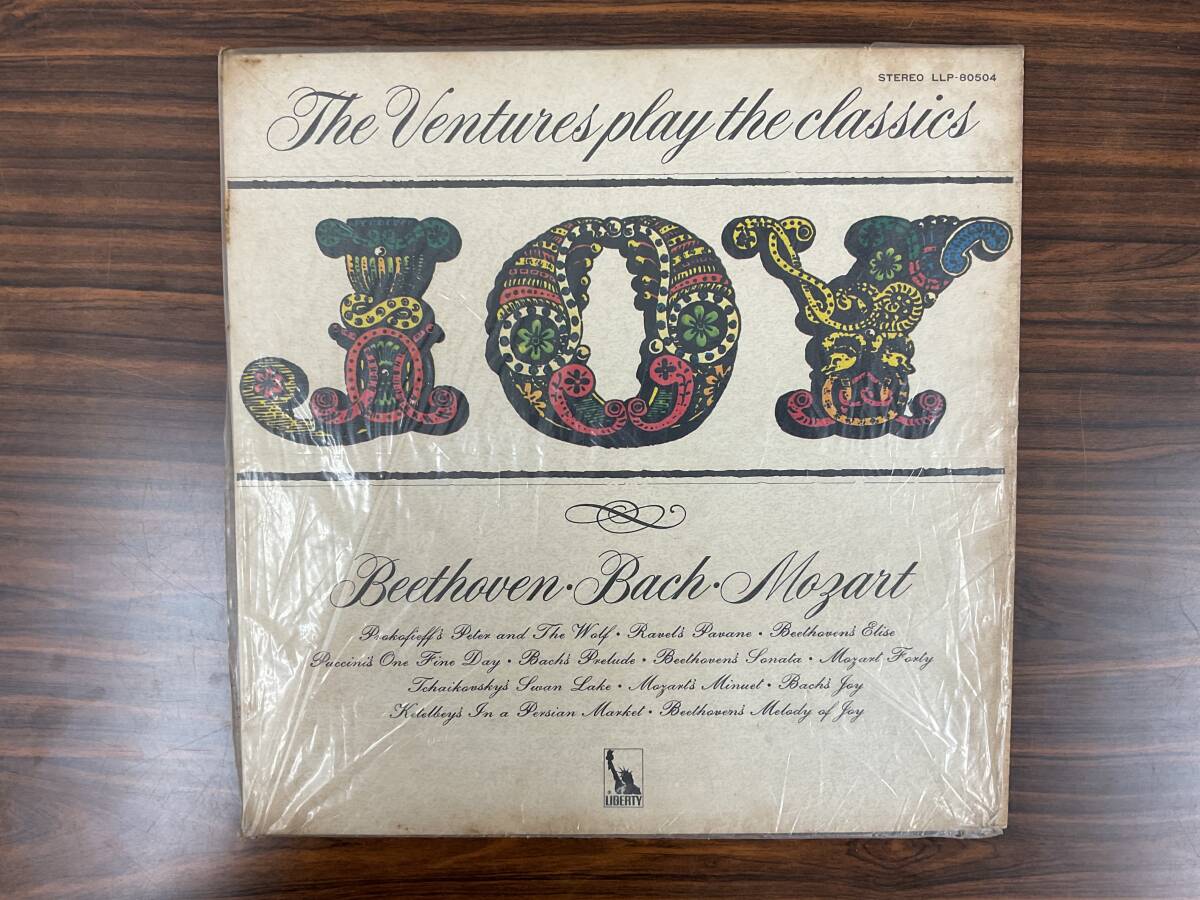 STEREO LLP-80504
The Ventures play the classics
JOY
Beethoven · Bach · Mozart
Prokofieff's Peter and The Wolf · Ravel's Pavane · Beethoven's Elise
Puccini's One Fine Day · Bach's Prelude · Beethoven's Sonata · Mozart Forty
Tchaikovsky's Swan Lake · Mozart's Minuet · Bach's Joy
Ketelbey's In a Persian Market · Beethoven's Melody of Joy
LIBERTY